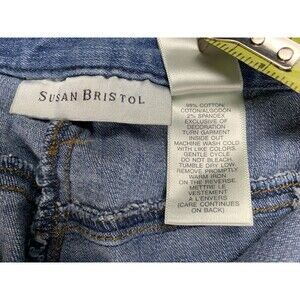 SUSAN BRISTOL
98% COTTON/
COTON/ALGODON
2% SPANDEX
EXCLUSIVE OF
DECORATION
TURN GARMENT
INSIDE OUT
MACHINE WASH COLD
WITH LIKE COLORS.
GENTLE CYCLE
DO NOT BLEACH.
TUMBLE DRY LOW.
REMOVE PROMPTLY.
WARM IRON
ON THE REVERSE.
METTRE LE
VESTEMENT
A L'ENVERS
(CARE CONTINUES
ON BACK)